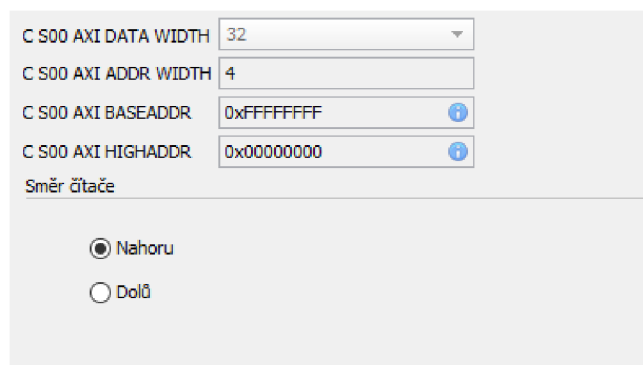 C S00 AXI DATA WIDTH 32
C S00 AXI ADDR WIDTH 4
C S00 AXI BASEADDR 0xFFFFFFFF
C S00 AXI HIGHADDR 0x00000000
Směr čítače
Nahoru
Dolů